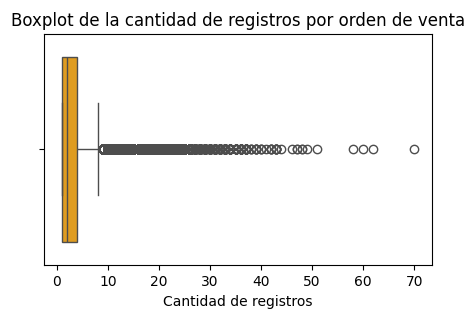 Boxplot de la cantidad de registros por orden de venta
0 10 20 30 40 50 60 70
Cantidad de registros